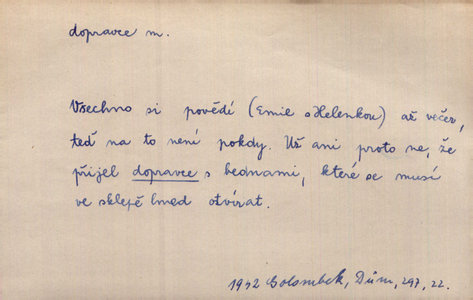 dopravce m.
Všechno si povědí (Emie s Helenkou) až večer,
teď na to není pokdy. Už ani proto ne, že
přijel dopravce s bednami, které se musí
ve sklepě hned otvírat.
1942 Golombek, Dům, 297, 22.